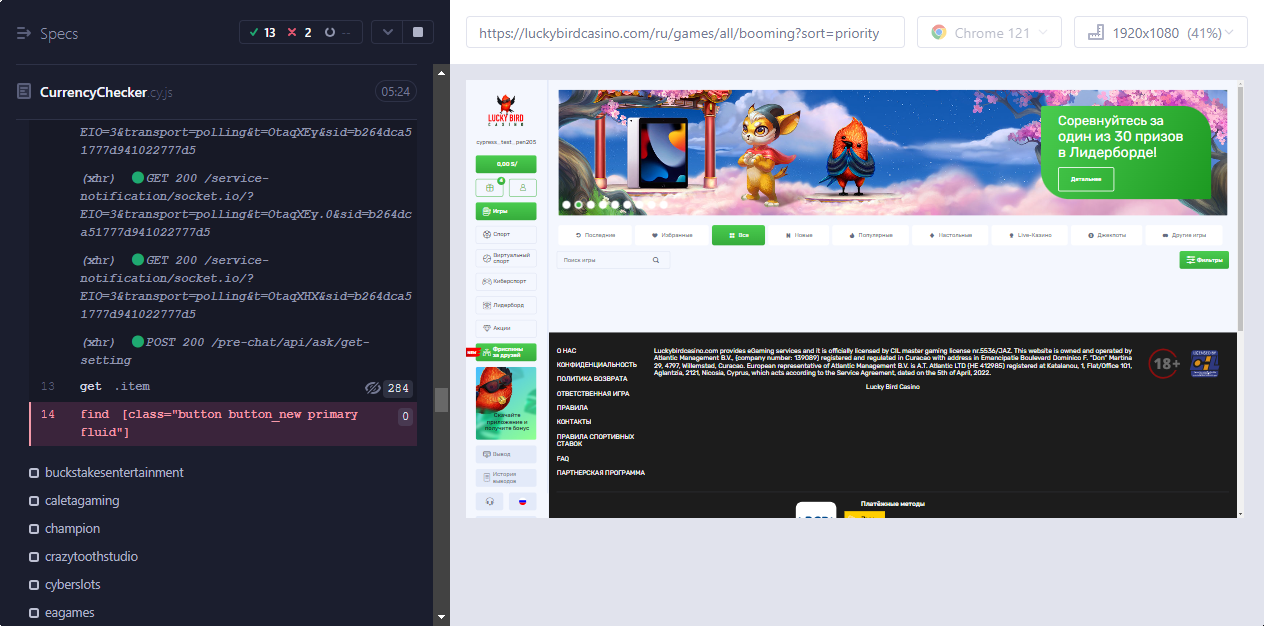 Specs
13
2
--
CurrencyChecker.cy.js
05:24
EIO=3&transport=polling&t=OtaqXEy&sid=b264dca5
1777d941022777d5
(xhr) GET 200 /service-
notification/socket.io/?
EIO=3&transport=polling&t=OtaqXEy.0&sid=b264dc
a51777d941022777d5
(xhr) GET 200 /service-
notification/socket.io/?
EIO=3&transport=polling&t=OtaqXHX&sid=b264dca5
1777d941022777d5
(xhr) POST 200 /pre-chat/api/ask/get-
setting
13 get .item 284
14 find [class="button button_new primary 0
fluid"]
buckstakesentertainment
caletagaming
champion
crazytoothstudio
cyberslots
eagames
https://luckybirdcasino.com/ru/games/all/booming?sort=priority
Chrome 121
1920x1080 (41%)
LUCKY BIRD
CASINO
cypress_test_pen205
0,00 S/
4
Игры
Спорт
Виртуальный
спорт
Киберспорт
Лидерборд
Акции
NEW
Фриспины
за друзей
Скачайте
приложение и
получите бонус
Вывод
История
выводов
Соревнуйтесь за
один из 30 призов
в Лидерборде!
Детальнее
Последние
Избранные
Все
Новые
Популярные
Настольные
Live-Казино
Джекпоты
Другие игры
Поиск игры
Фильтры
О НАС
КОНФИДЕНЦИАЛЬНОСТЬ
ПОЛИТИКА ВОЗВРАТА
ОТВЕТСТВЕННАЯ ИГРА
ПРАВИЛА
КОНТАКТЫ
ПРАВИЛА СПОРТИВНЫХ
СТАВОК
FAQ
ПАРТНЕРСКАЯ ПРОГРАММА
Luckybirdcasino.com provides eGaming services and it is officially licensed by CIL master gaming license nr.5536/JAZ. This website is owned and operated by
Atlantic Management B.V., (company number: 139089) registered and regulated in Curacao with address in Emancipatie Boulevard Dominico F. "Don" Martina
29, 4797, Willemstad, Curacao. European representative of Atlantic Management B.V. is A.T. Atlantic LTD (HE 412985) registered at Katalanou, 1, Flat/Office 101,
Aglantzia, 2121, Nicosia, Cyprus, which acts according to the Service Agreement, dated on the 5th of April, 2022.
Lucky Bird Casino
18+
Платёжные методы